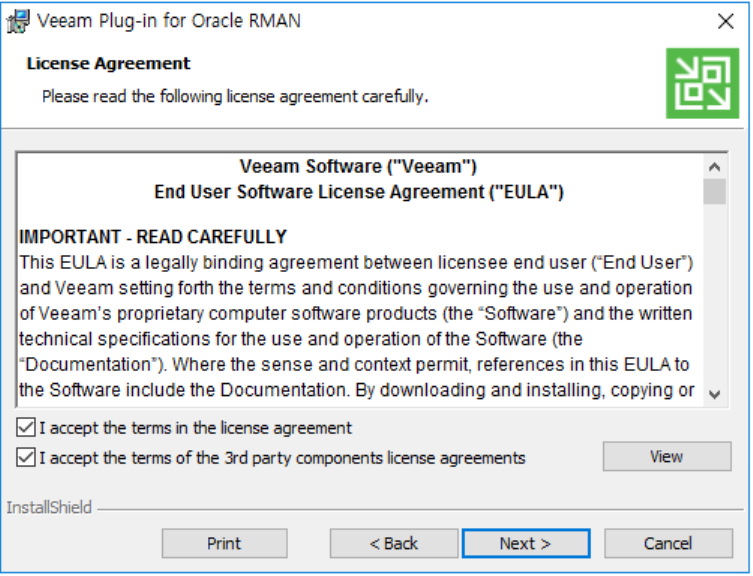 Veeam Plug-in for Oracle RMAN
License Agreement
Please read the following license agreement carefully.
Veeam Software ("Veeam")
End User Software License Agreement ("EULA")
IMPORTANT - READ CAREFULLY
This EULA is a legally binding agreement between licensee end user (“End User”)
and Veeam setting forth the terms and conditions governing the use and operation
of Veeam’s proprietary computer software products (the “Software”) and the written
technical specifications for the use and operation of the Software (the
“Documentation”). Where the sense and context permit, references in this EULA to
the Software include the Documentation. By downloading and installing, copying or
I accept the terms in the license agreement
I accept the terms of the 3rd party components license agreements
View
InstallShield
Print
< Back
Next >
Cancel